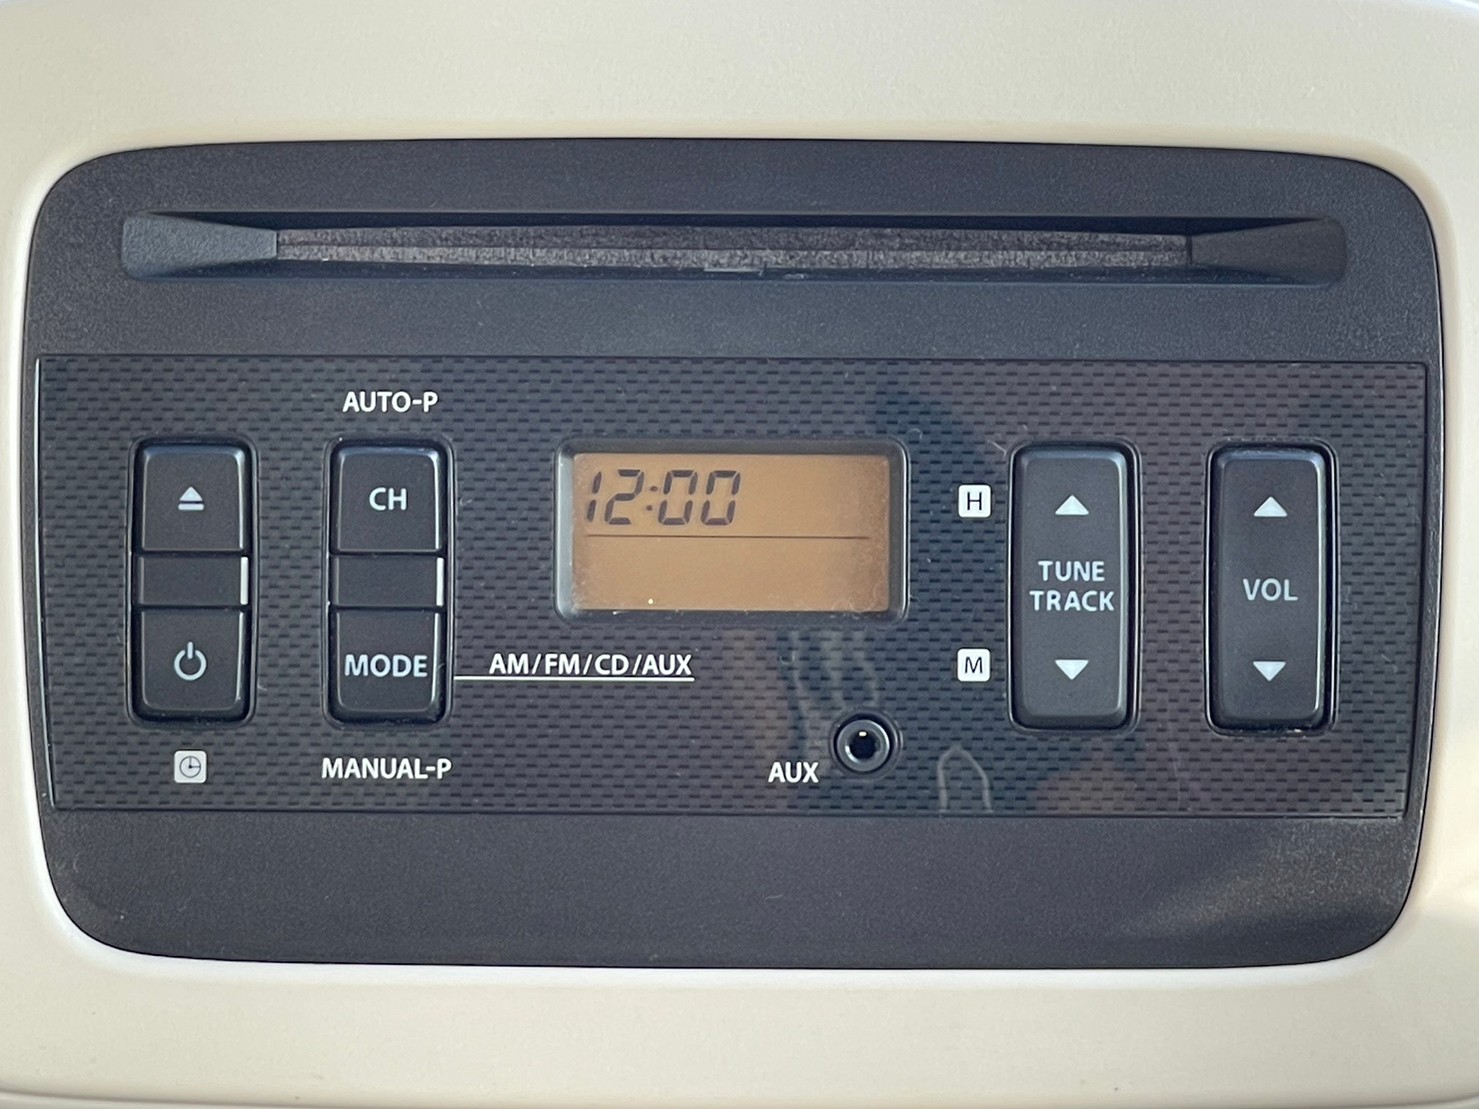 AUTO-P
CH
12:00
H
TUNE
TRACK
VOL
MODE
AM/FM/CD/AUX
M
MANUAL-P
AUX